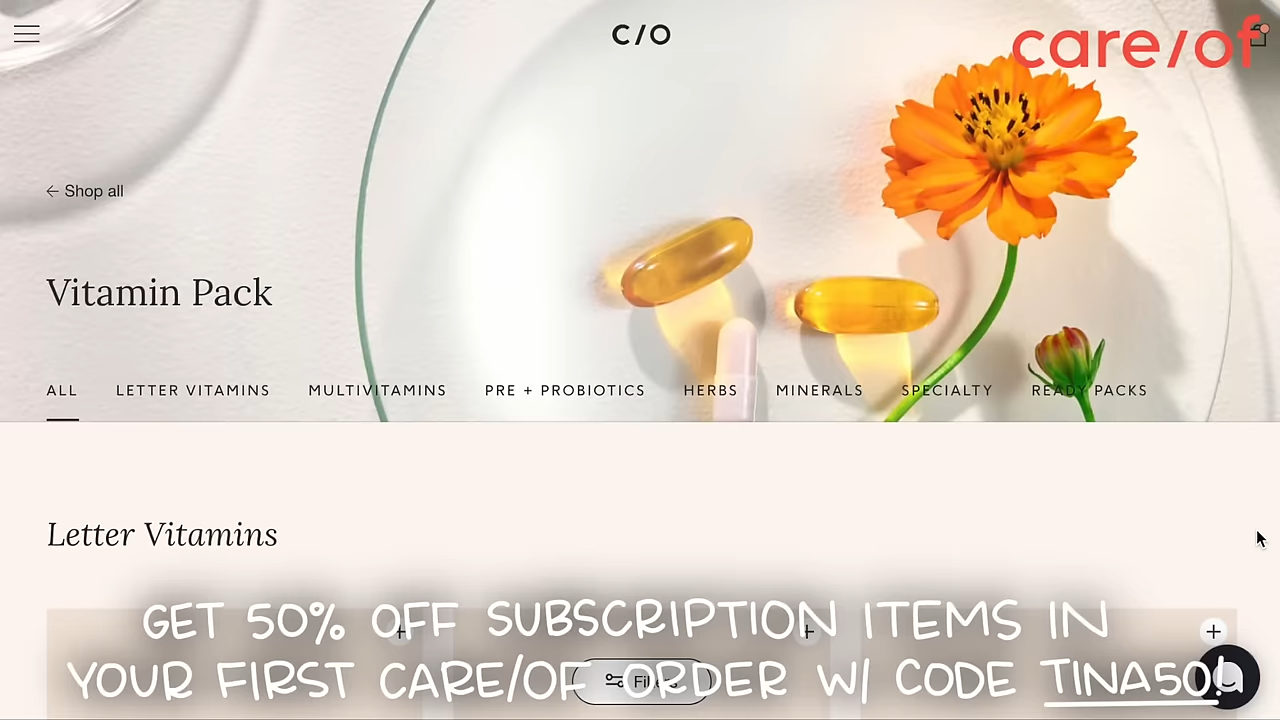 C/O
care/of
← Shop all
Vitamin Pack
ALL LETTER VITAMINS MULTIVITAMINS PRE + PROBIOTICS HERBS MINERALS SPECIALTY READY PACKS
Letter Vitamins
GET 50% OFF SUBSCRIPTION ITEMS IN
YOUR FIRST CARE/OF ORDER W/ CODE TINA50!